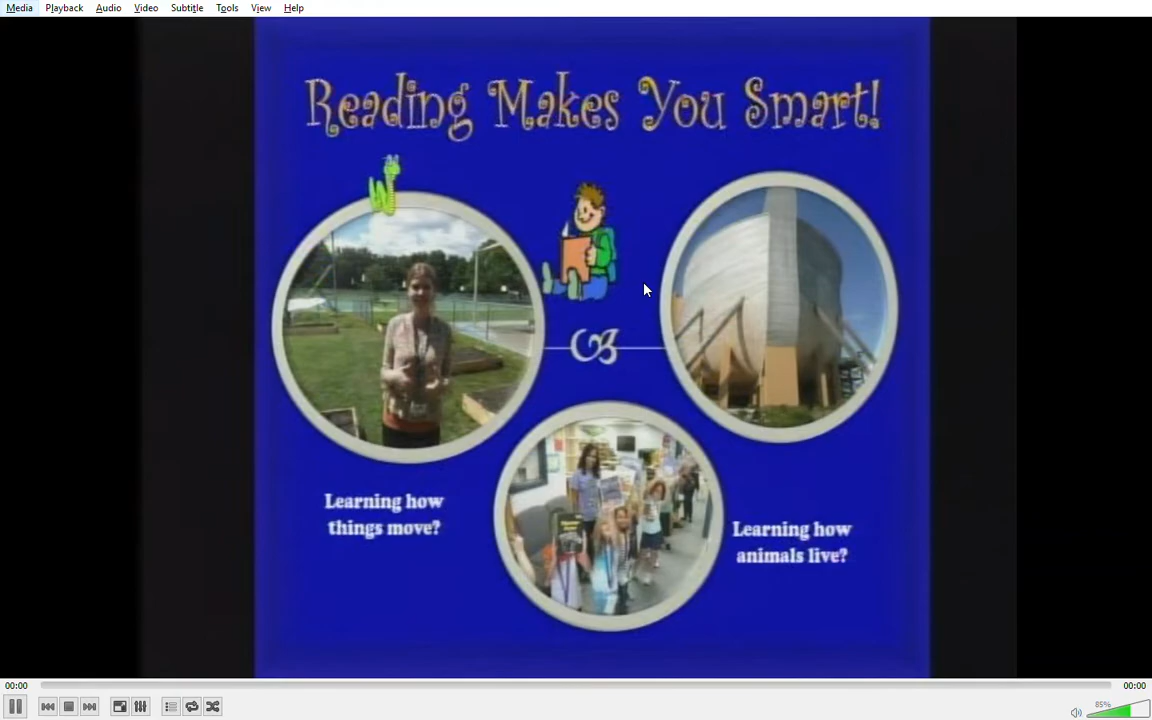 Media Playback Audio Video Subtitle Tools View Help
Reading Makes You Smart!
Learning how
things move?
Learning how
animals live?
00:00 00:00
85%